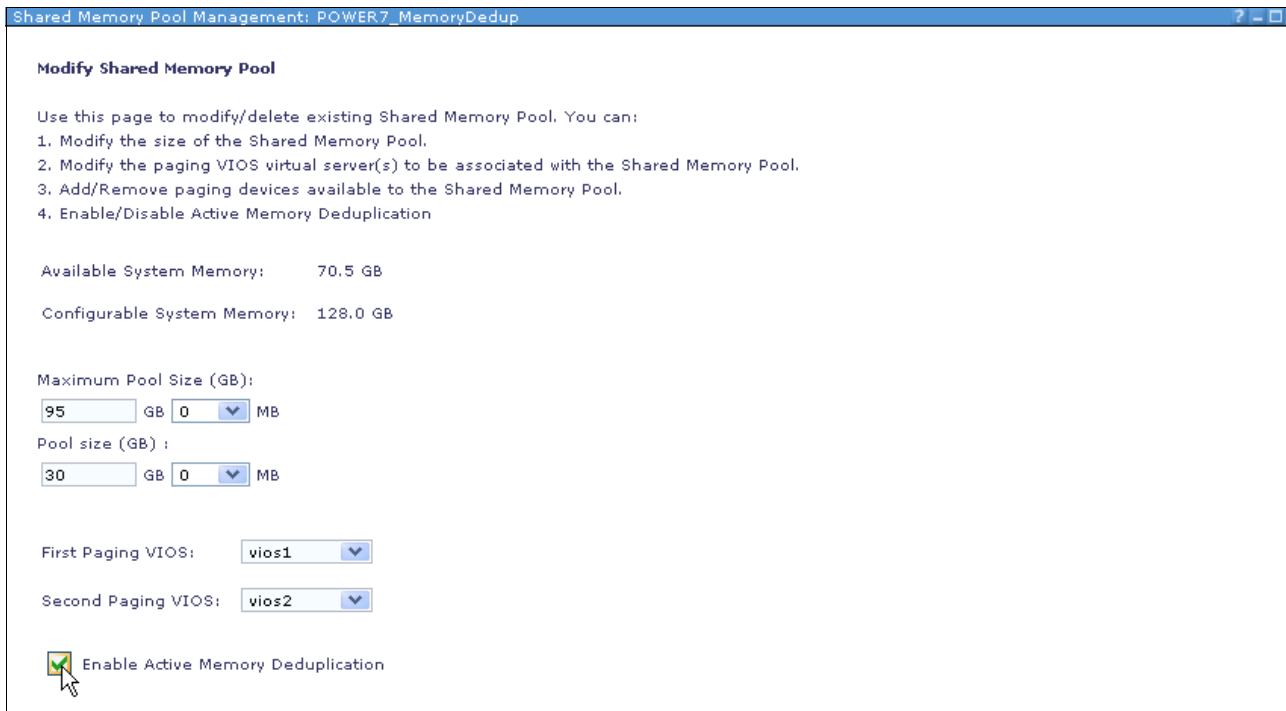 Shared Memory Pool Management: POWER7_MemoryDedup ? 
Modify Shared Memory Pool
Use this page to modify/delete existing Shared Memory Pool. You can:
1. Modify the size of the Shared Memory Pool.
2. Modify the paging VIOS virtual server(s) to be associated with the Shared Memory Pool.
3. Add/Remove paging devices available to the Shared Memory Pool.
4. Enable/Disable Active Memory Deduplication
Available System Memory: 70.5 GB
Configurable System Memory: 128.0 GB
Maximum Pool Size (GB):
95 GB 0 MB
Pool size (GB) :
30 GB 0 MB
First Paging VIOS: vios1
Second Paging VIOS: vios2
Enable Active Memory Deduplication